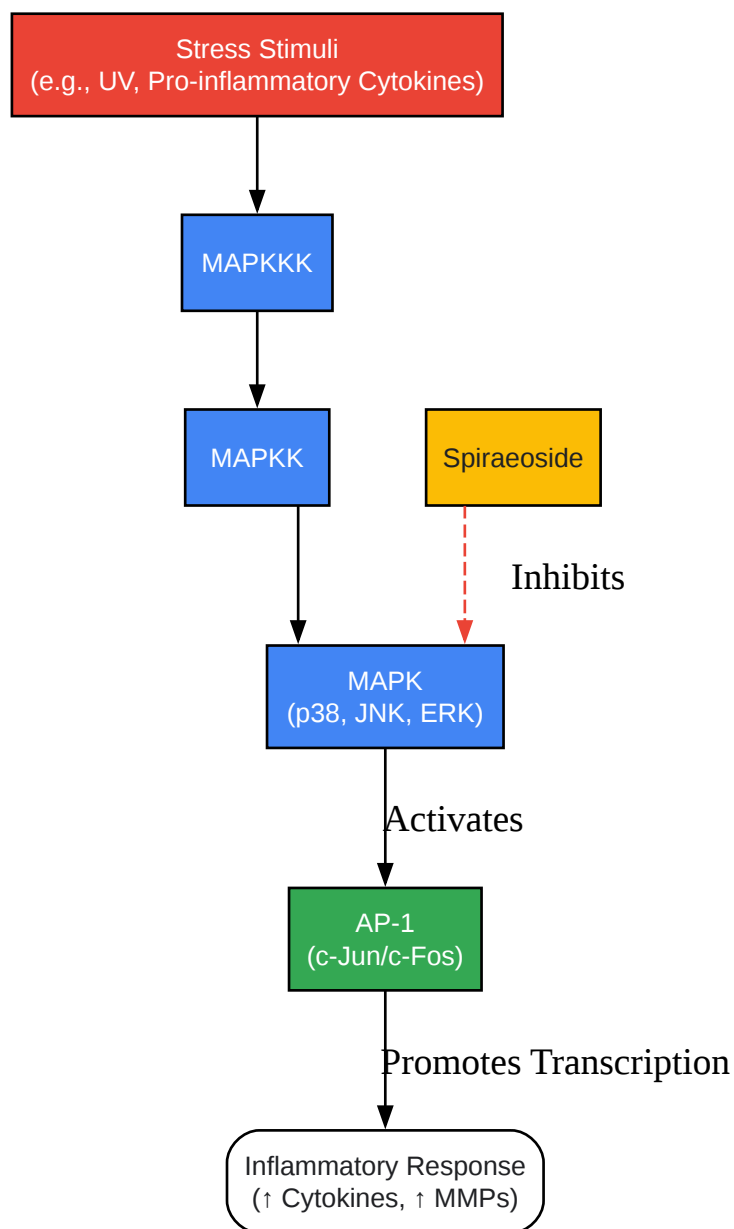 Stress Stimuli
(e.g., UV, Pro-inflammatory Cytokines)
MAPKKK
MAPKK
Spiraeoside
Inhibits
MAPK
(p38, JNK, ERK)
Activates
AP-1
(c-Jun/c-Fos)
Promotes Transcription
Inflammatory Response
(↑ Cytokines, ↑ MMPs)